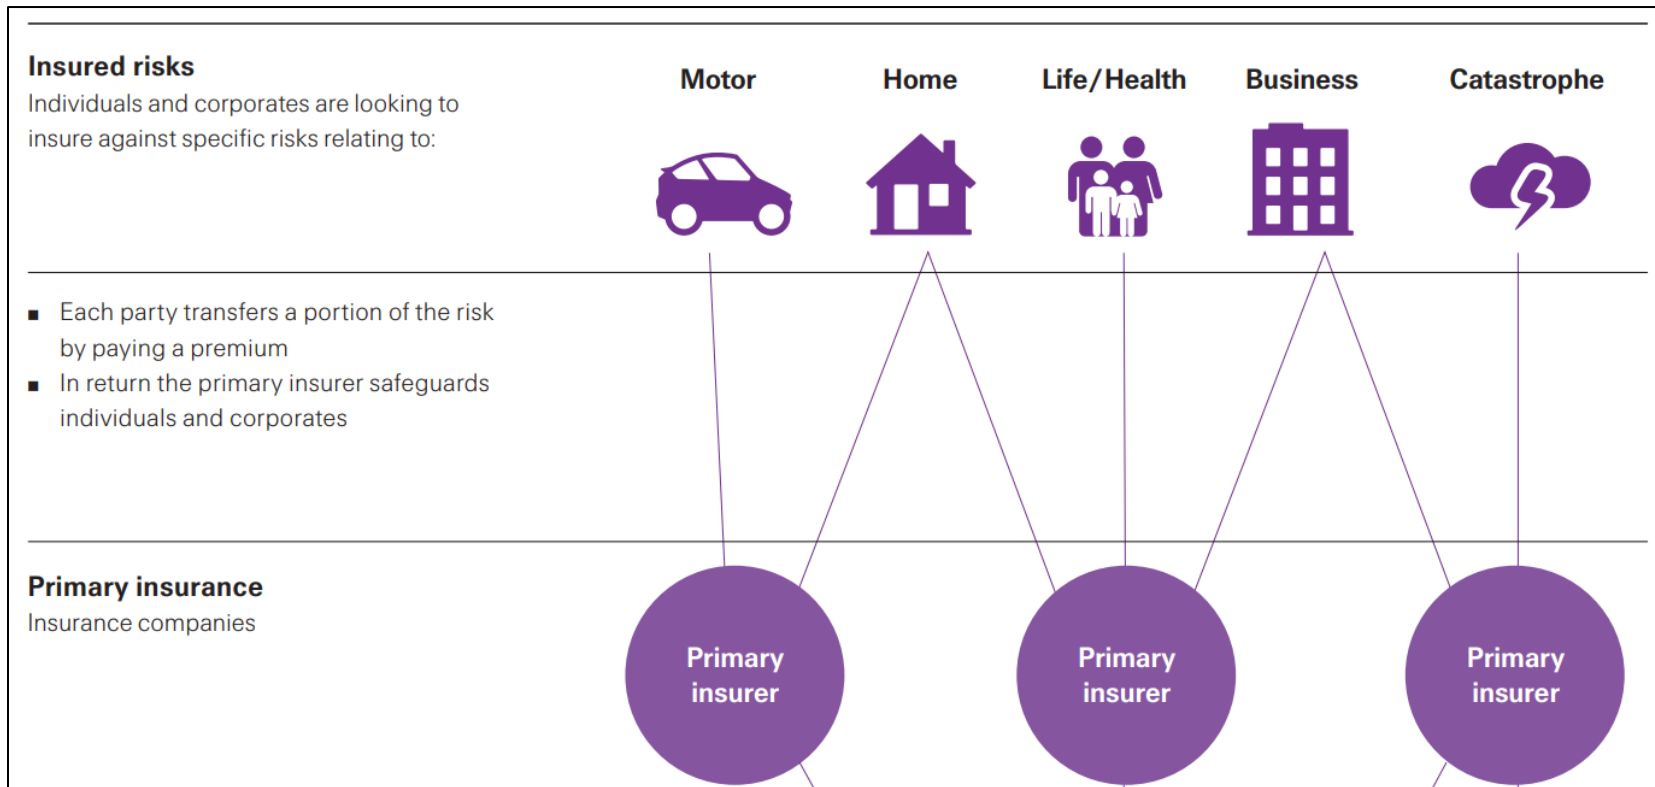 Insured risks
Individuals and corporates are looking to
insure against specific risks relating to:
Motor
Home
Life/Health
Business
Catastrophe
■ Each party transfers a portion of the risk
by paying a premium
■ In return the primary insurer safeguards
individuals and corporates
Primary insurance
Insurance companies
Primary
insurer
Primary
insurer
Primary
insurer